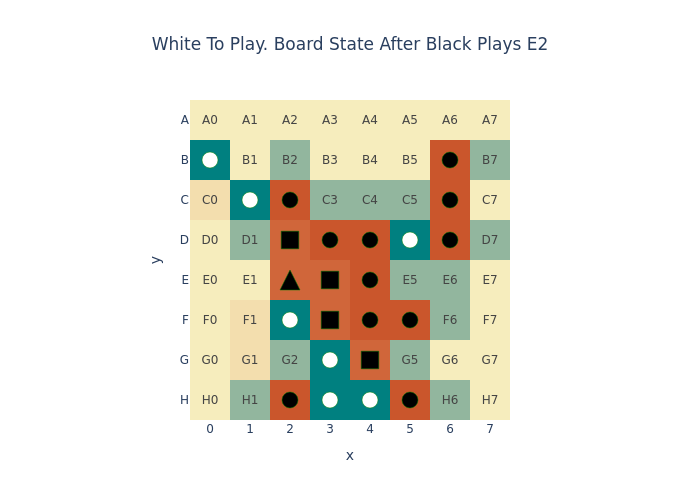 White To Play. Board State After Black Plays E2
A A0 A1 A2 A3 A4 A5 A6 A7
B B1 B2 B3 B4 B5 B7
C C0 C3 C4 C5 C7
D D0 D1 D7
E E0 E1 E5 E6 E7
F F0 F1 F6 F7
G G0 G1 G2 G5 G6 G7
H H0 H1 H6 H7
0 1 2 3 4 5 6 7
x
y